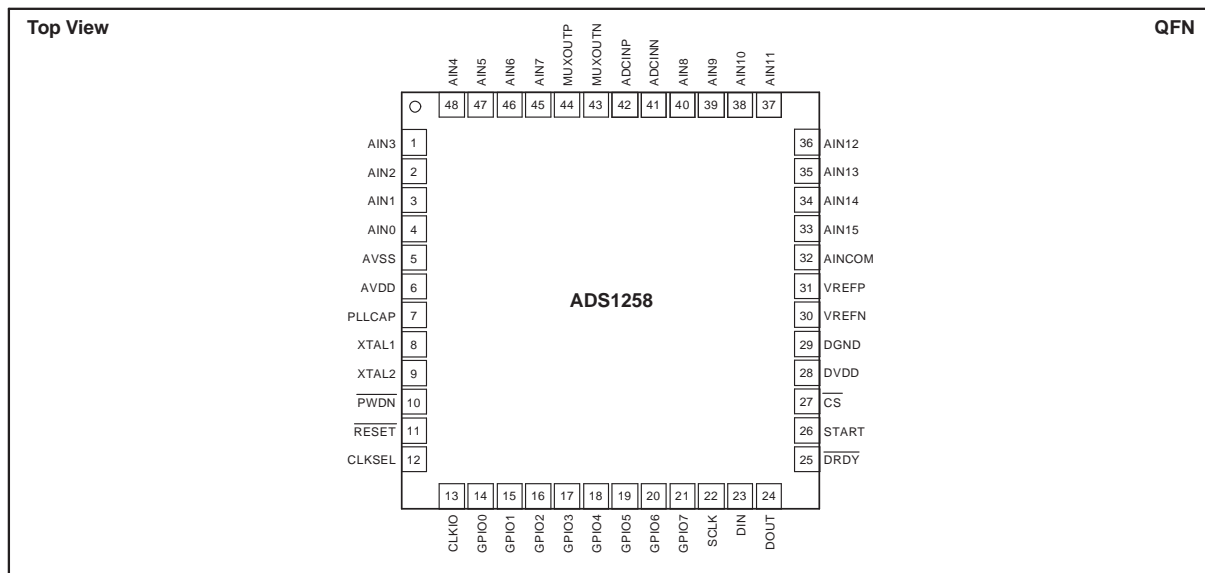 Top View
QFN
AIN4
AIN5
AIN6
AIN7
MUXOUTP
MUXOUTN
ADCINP
ADCINN
AIN8
AIN9
AIN10
AIN11
48 47 46 45 44 43 42 41 40 39 38 37
AIN3 1
AIN2 2
AIN1 3
AIN0 4
AVSS 5
AVDD 6
PLLCAP 7
XTAL1 8
XTAL2 9
PWDN 10
RESET 11
CLKSEL 12
ADS1258
36 AIN12
35 AIN13
34 AIN14
33 AIN15
32 AINCOM
31 VREFP
30 VREFN
29 DGND
28 DVDD
27 CS
26 START
25 DRDY
13 14 15 16 17 18 19 20 21 22 23 24
CLKIO
GPIO0
GPIO1
GPIO2
GPIO3
GPIO4
GPIO5
GPIO6
GPIO7
SCLK
DIN
DOUT